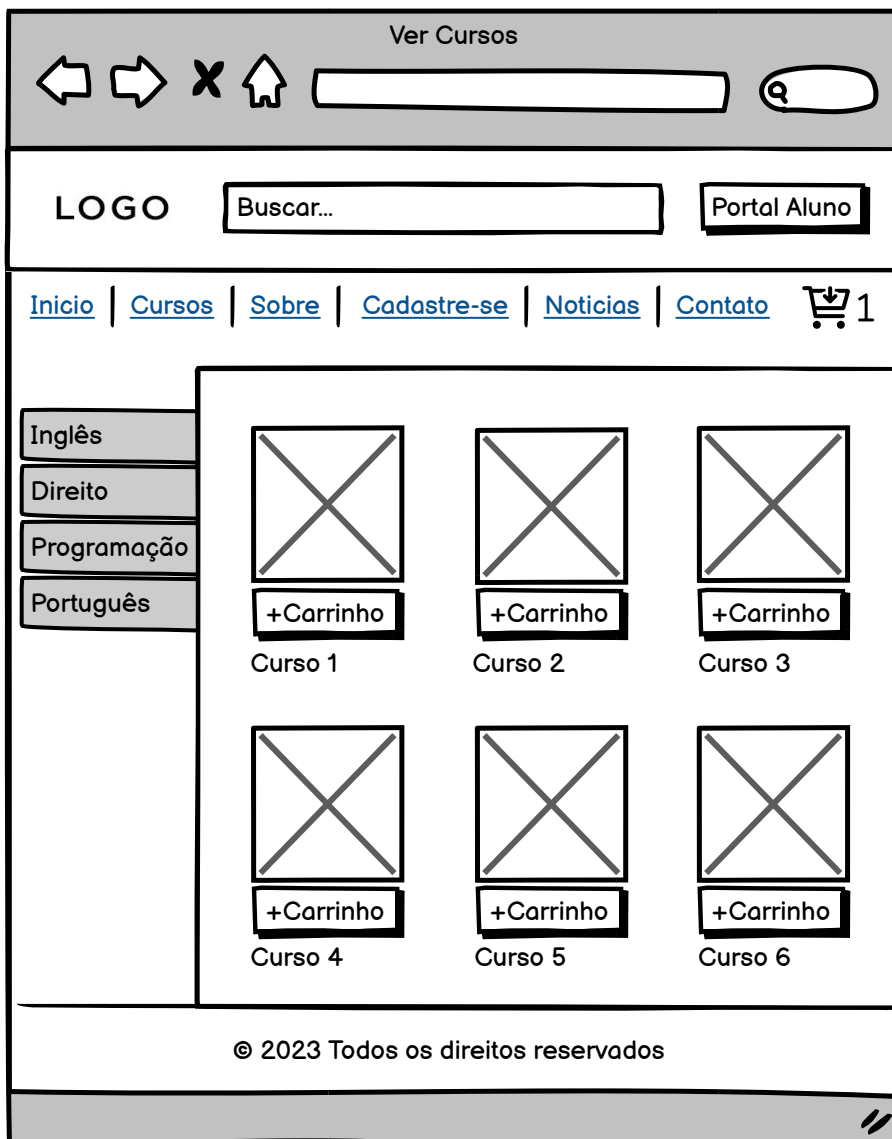 Ver Cursos
LOGO
Buscar...
Portal Aluno
Inicio Cursos Sobre Cadastre-se Noticias Contato 1
Inglês
Direito
Programação
Português
+Carrinho +Carrinho +Carrinho
Curso 1 Curso 2 Curso 3
+Carrinho +Carrinho +Carrinho
Curso 4 Curso 5 Curso 6
© 2023 Todos os direitos reservados